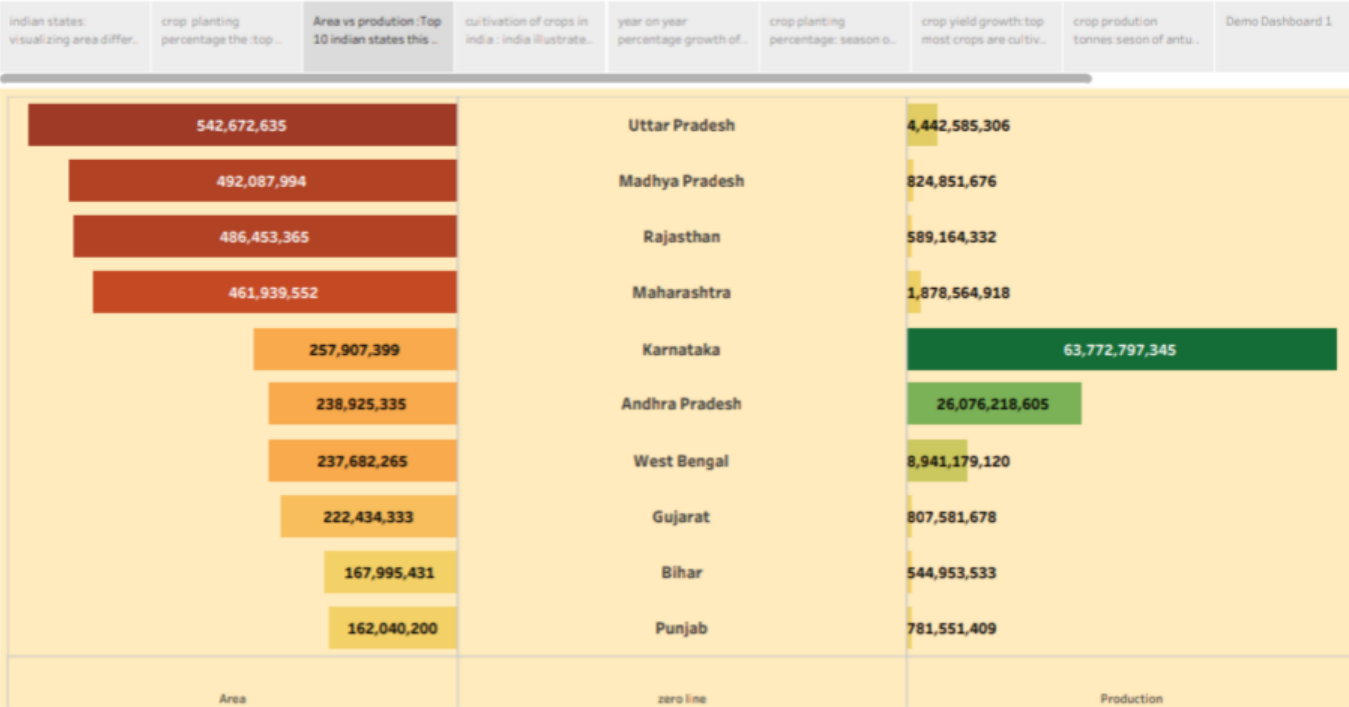 indian states:
visualizing area differ..
crop planting
percentage the :top ..
Area vs prodution :Top
10 indian states this ..
cultivation of crops in
india : india illustrate..
year on year
percentage growth of..
crop planting
percentage: season o..
crop yield growth:top
most crops are cultiv..
crop prodution
tonnes:seson of antu..
Demo Dashboard 1
542,672,635 Uttar Pradesh 4,442,585,306
492,087,994 Madhya Pradesh 824,851,676
486,453,365 Rajasthan 589,164,332
461,939,552 Maharashtra 1,878,564,918
257,907,399 Karnataka 63,772,797,345
238,925,335 Andhra Pradesh 26,076,218,605
237,682,265 West Bengal 8,941,179,120
222,434,333 Gujarat 807,581,678
167,995,431 Bihar 544,953,533
162,040,200 Punjab 781,551,409
Area zero line Production